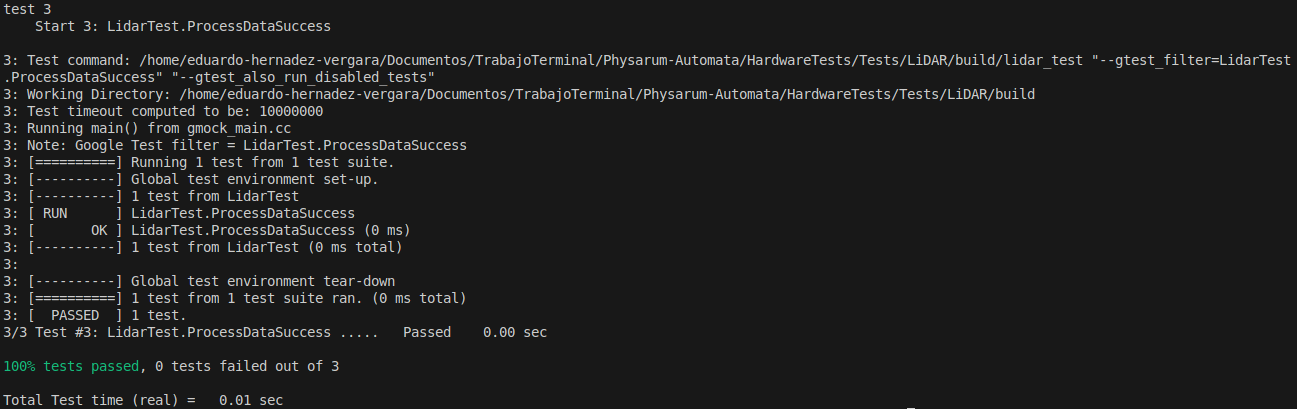 test 3
    Start 3: LidarTest.ProcessDataSuccess

3: Test command: /home/eduardo-hernadez-vergara/Documentos/TrabajoTerminal/Physarum-Automata/HardwareTests/Tests/LiDAR/build/lidar_test "--gtest_filter=LidarTest
.ProcessDataSuccess" "--gtest_also_run_disabled_tests"
3: Working Directory: /home/eduardo-hernadez-vergara/Documentos/TrabajoTerminal/Physarum-Automata/HardwareTests/Tests/LiDAR/build
3: Test timeout computed to be: 10000000
3: Running main() from gmock_main.cc
3: Note: Google Test filter = LidarTest.ProcessDataSuccess
3: [==========] Running 1 test from 1 test suite.
3: [----------] Global test environment set-up.
3: [----------] 1 test from LidarTest
3: [ RUN      ] LidarTest.ProcessDataSuccess
3: [       OK ] LidarTest.ProcessDataSuccess (0 ms)
3: [----------] 1 test from LidarTest (0 ms total)
3:
3: [----------] Global test environment tear-down
3: [==========] 1 test from 1 test suite ran. (0 ms total)
3: [  PASSED  ] 1 test.
3/3 Test #3: LidarTest.ProcessDataSuccess .....   Passed    0.00 sec

100% tests passed, 0 tests failed out of 3

Total Test time (real) =   0.01 sec